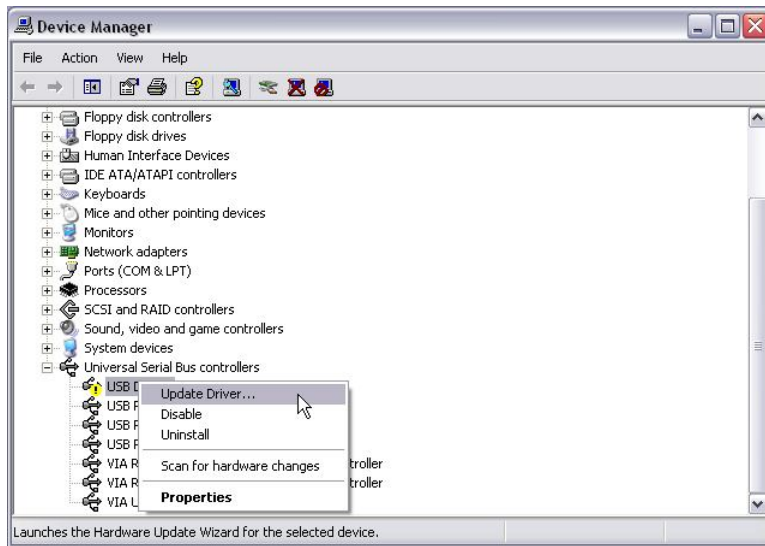 Device Manager
File Action View Help
Floppy disk controllers
Floppy disk drives
Human Interface Devices
IDE ATA/ATAPI controllers
Keyboards
Mice and other pointing devices
Monitors
Network adapters
Ports (COM & LPT)
Processors
SCSI and RAID controllers
Sound, video and game controllers
System devices
Universal Serial Bus controllers
USB
Update Driver...
USB
Disable
USB
Uninstall
USB
VIA
Scan for hardware changes
troller
VIA
troller
Properties
VIA
Launches the Hardware Update Wizard for the selected device.